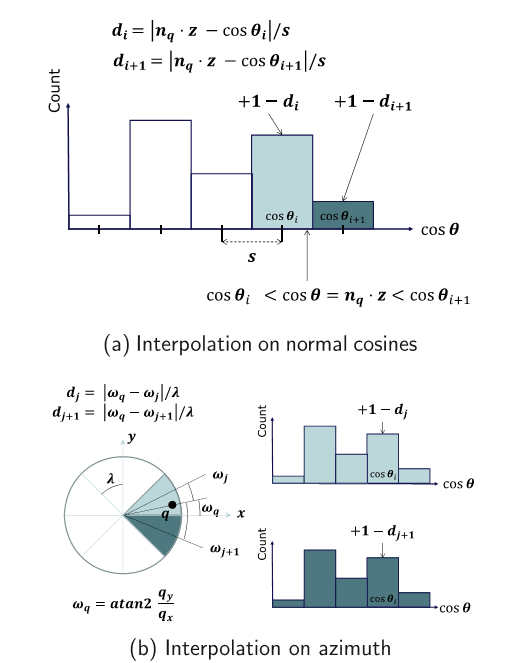 d_i = |n_q · z − cos θ_i|/s
d_{i+1} = |n_q · z − cos θ_{i+1}|/s
Count
+1 − d_i
+1 − d_{i+1}
cos θ_i
cos θ_{i+1}
cos θ
s
cos θ_i < cos θ = n_q · z < cos θ_{i+1}
(a) Interpolation on normal cosines
d_j = |ω_q − ω_j|/λ
d_{j+1} = |ω_q − ω_{j+1}|/λ
y
λ
ω_j
q
ω_q
x
ω_{j+1}
ω_q = atan2 q_y/q_x
Count
+1 − d_j
cos θ_i
cos θ
Count
+1 − d_{j+1}
cos θ_i
cos θ
(b) Interpolation on azimuth